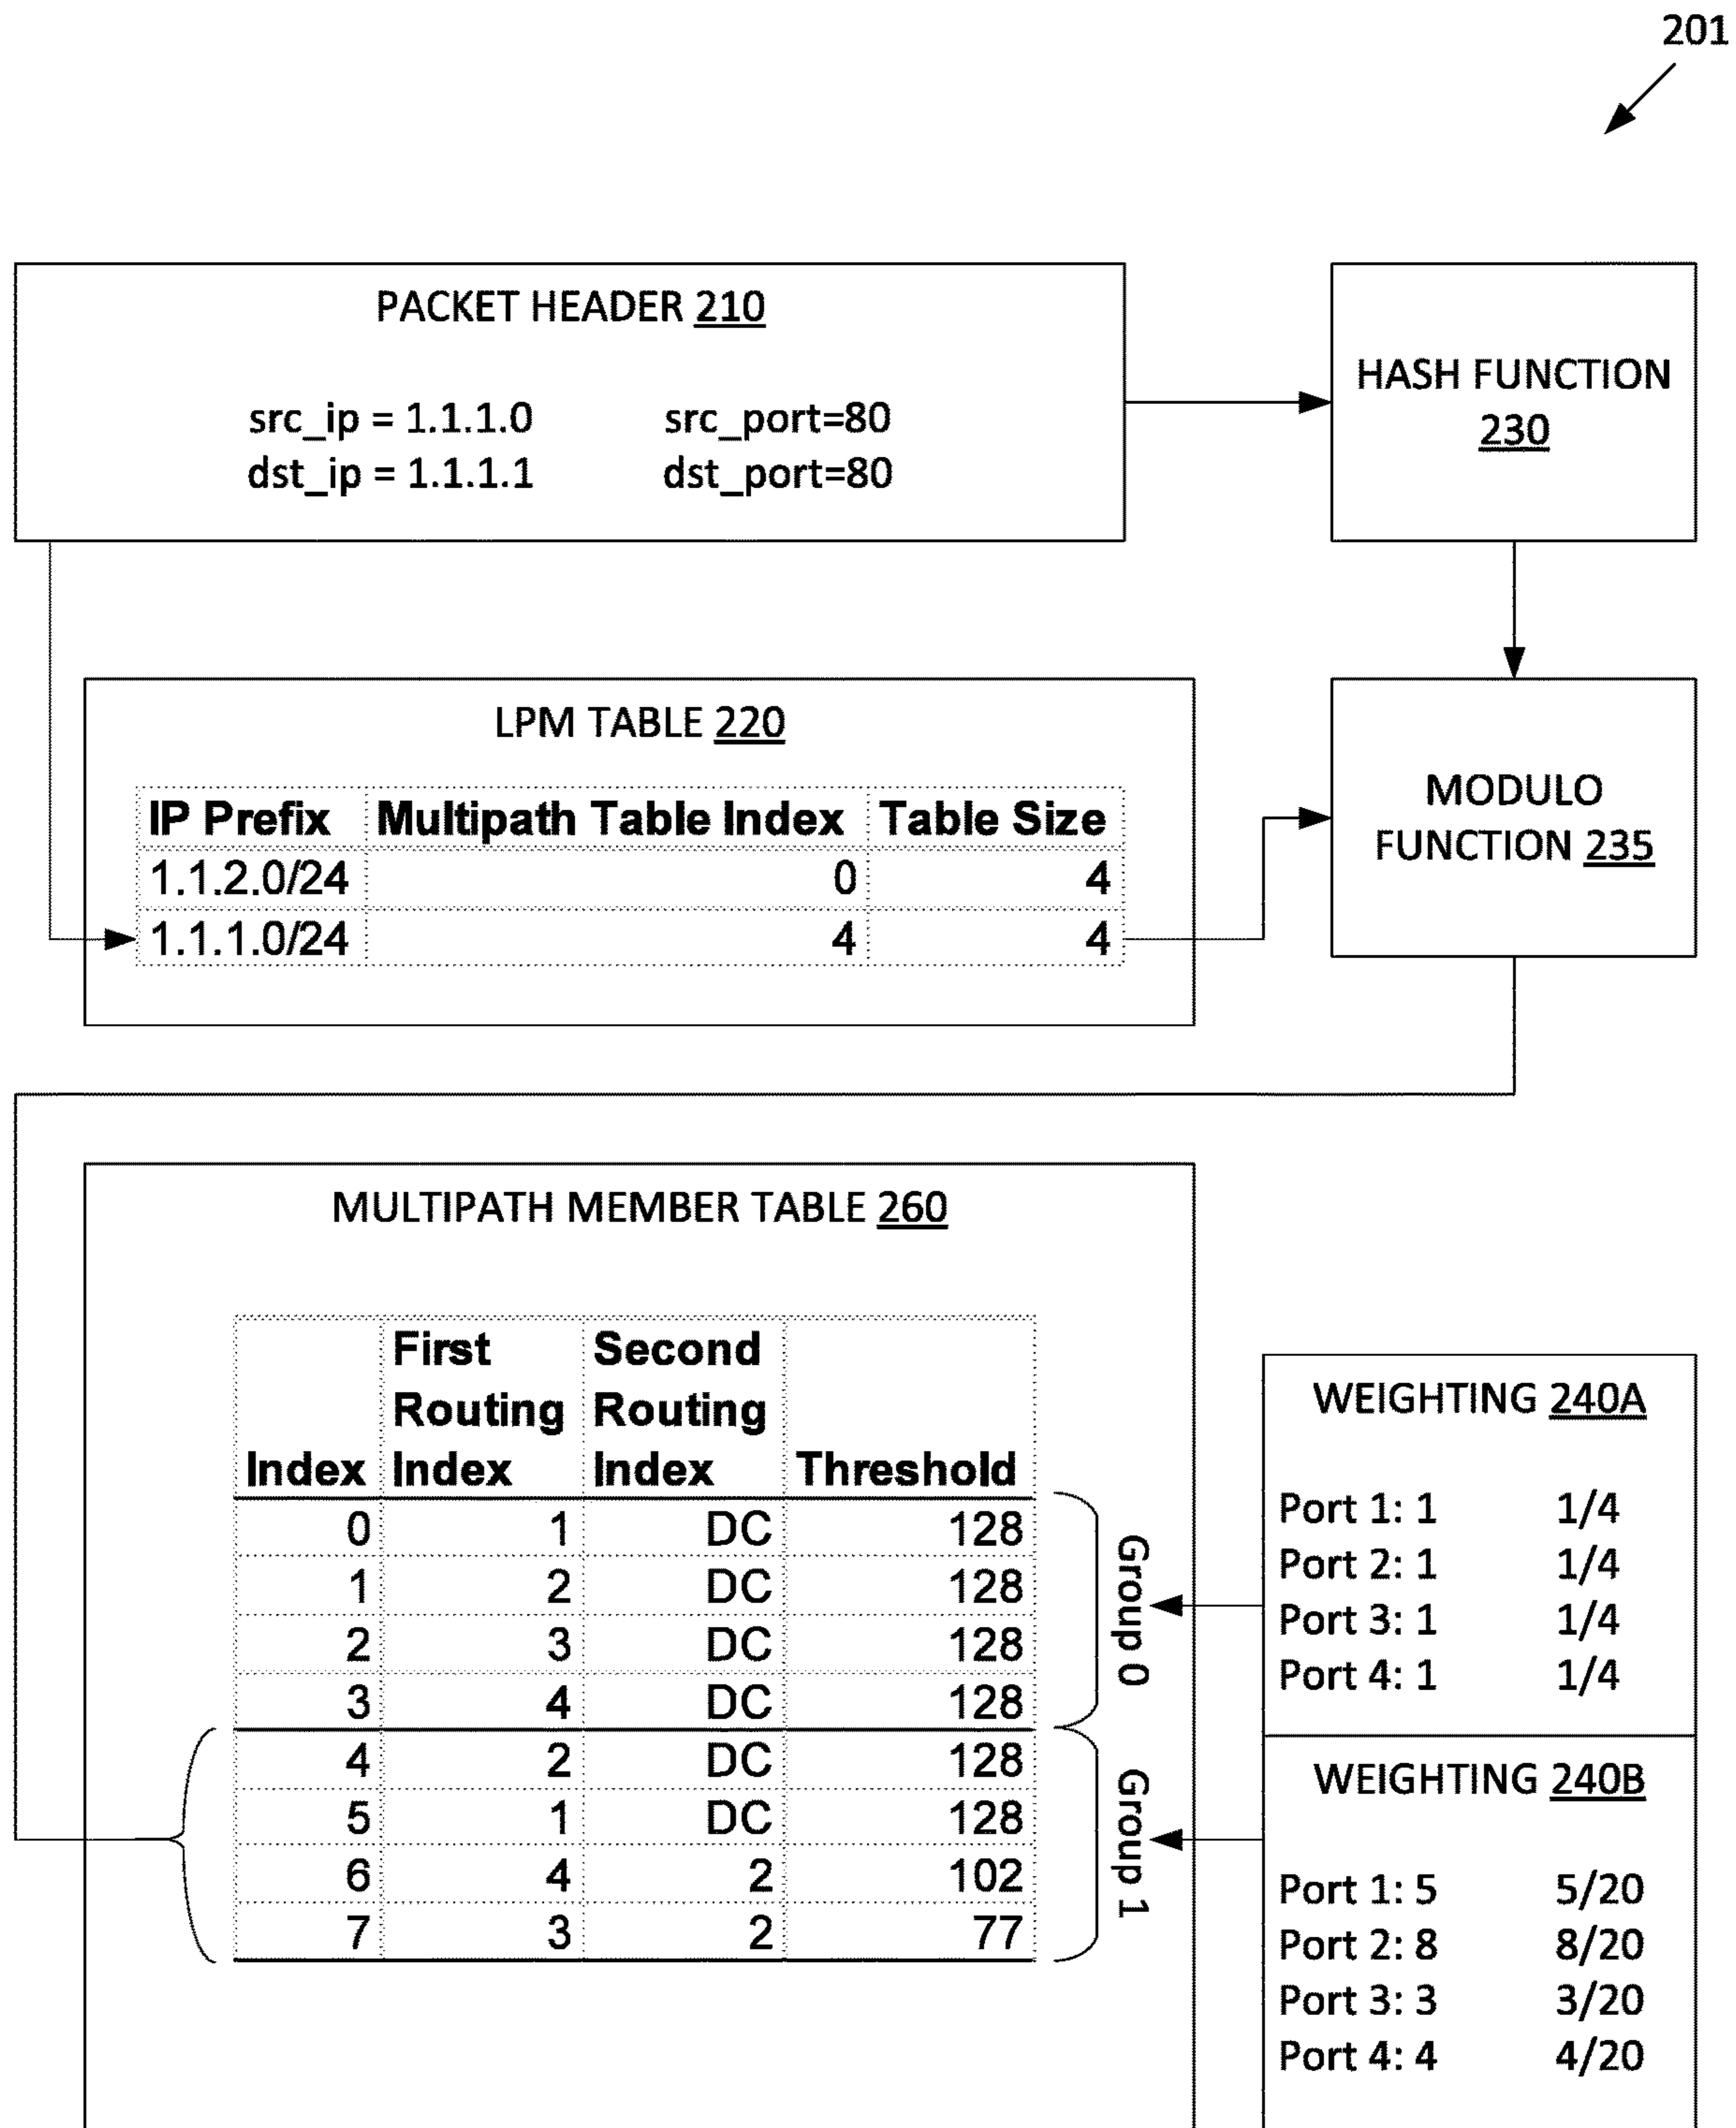 201
PACKET HEADER 210
src_ip = 1.1.1.0 src_port=80
dst_ip = 1.1.1.1 dst_port=80
HASH FUNCTION
230
LPM TABLE 220
IP Prefix Multipath Table Index Table Size
1.1.2.0/24 0 4
1.1.1.0/24 4 4
MODULO
FUNCTION 235
MULTIPATH MEMBER TABLE 260
First Second
Routing Routing
Index Index Index Threshold
0 1 DC 128
1 2 DC 128
2 3 DC 128
3 4 DC 128
4 2 DC 128
5 1 DC 128
6 4 2 102
7 3 2 77
Group 0
Group 1
WEIGHTING 240A
Port 1: 1 1/4
Port 2: 1 1/4
Port 3: 1 1/4
Port 4: 1 1/4
WEIGHTING 240B
Port 1: 5 5/20
Port 2: 8 8/20
Port 3: 3 3/20
Port 4: 4 4/20